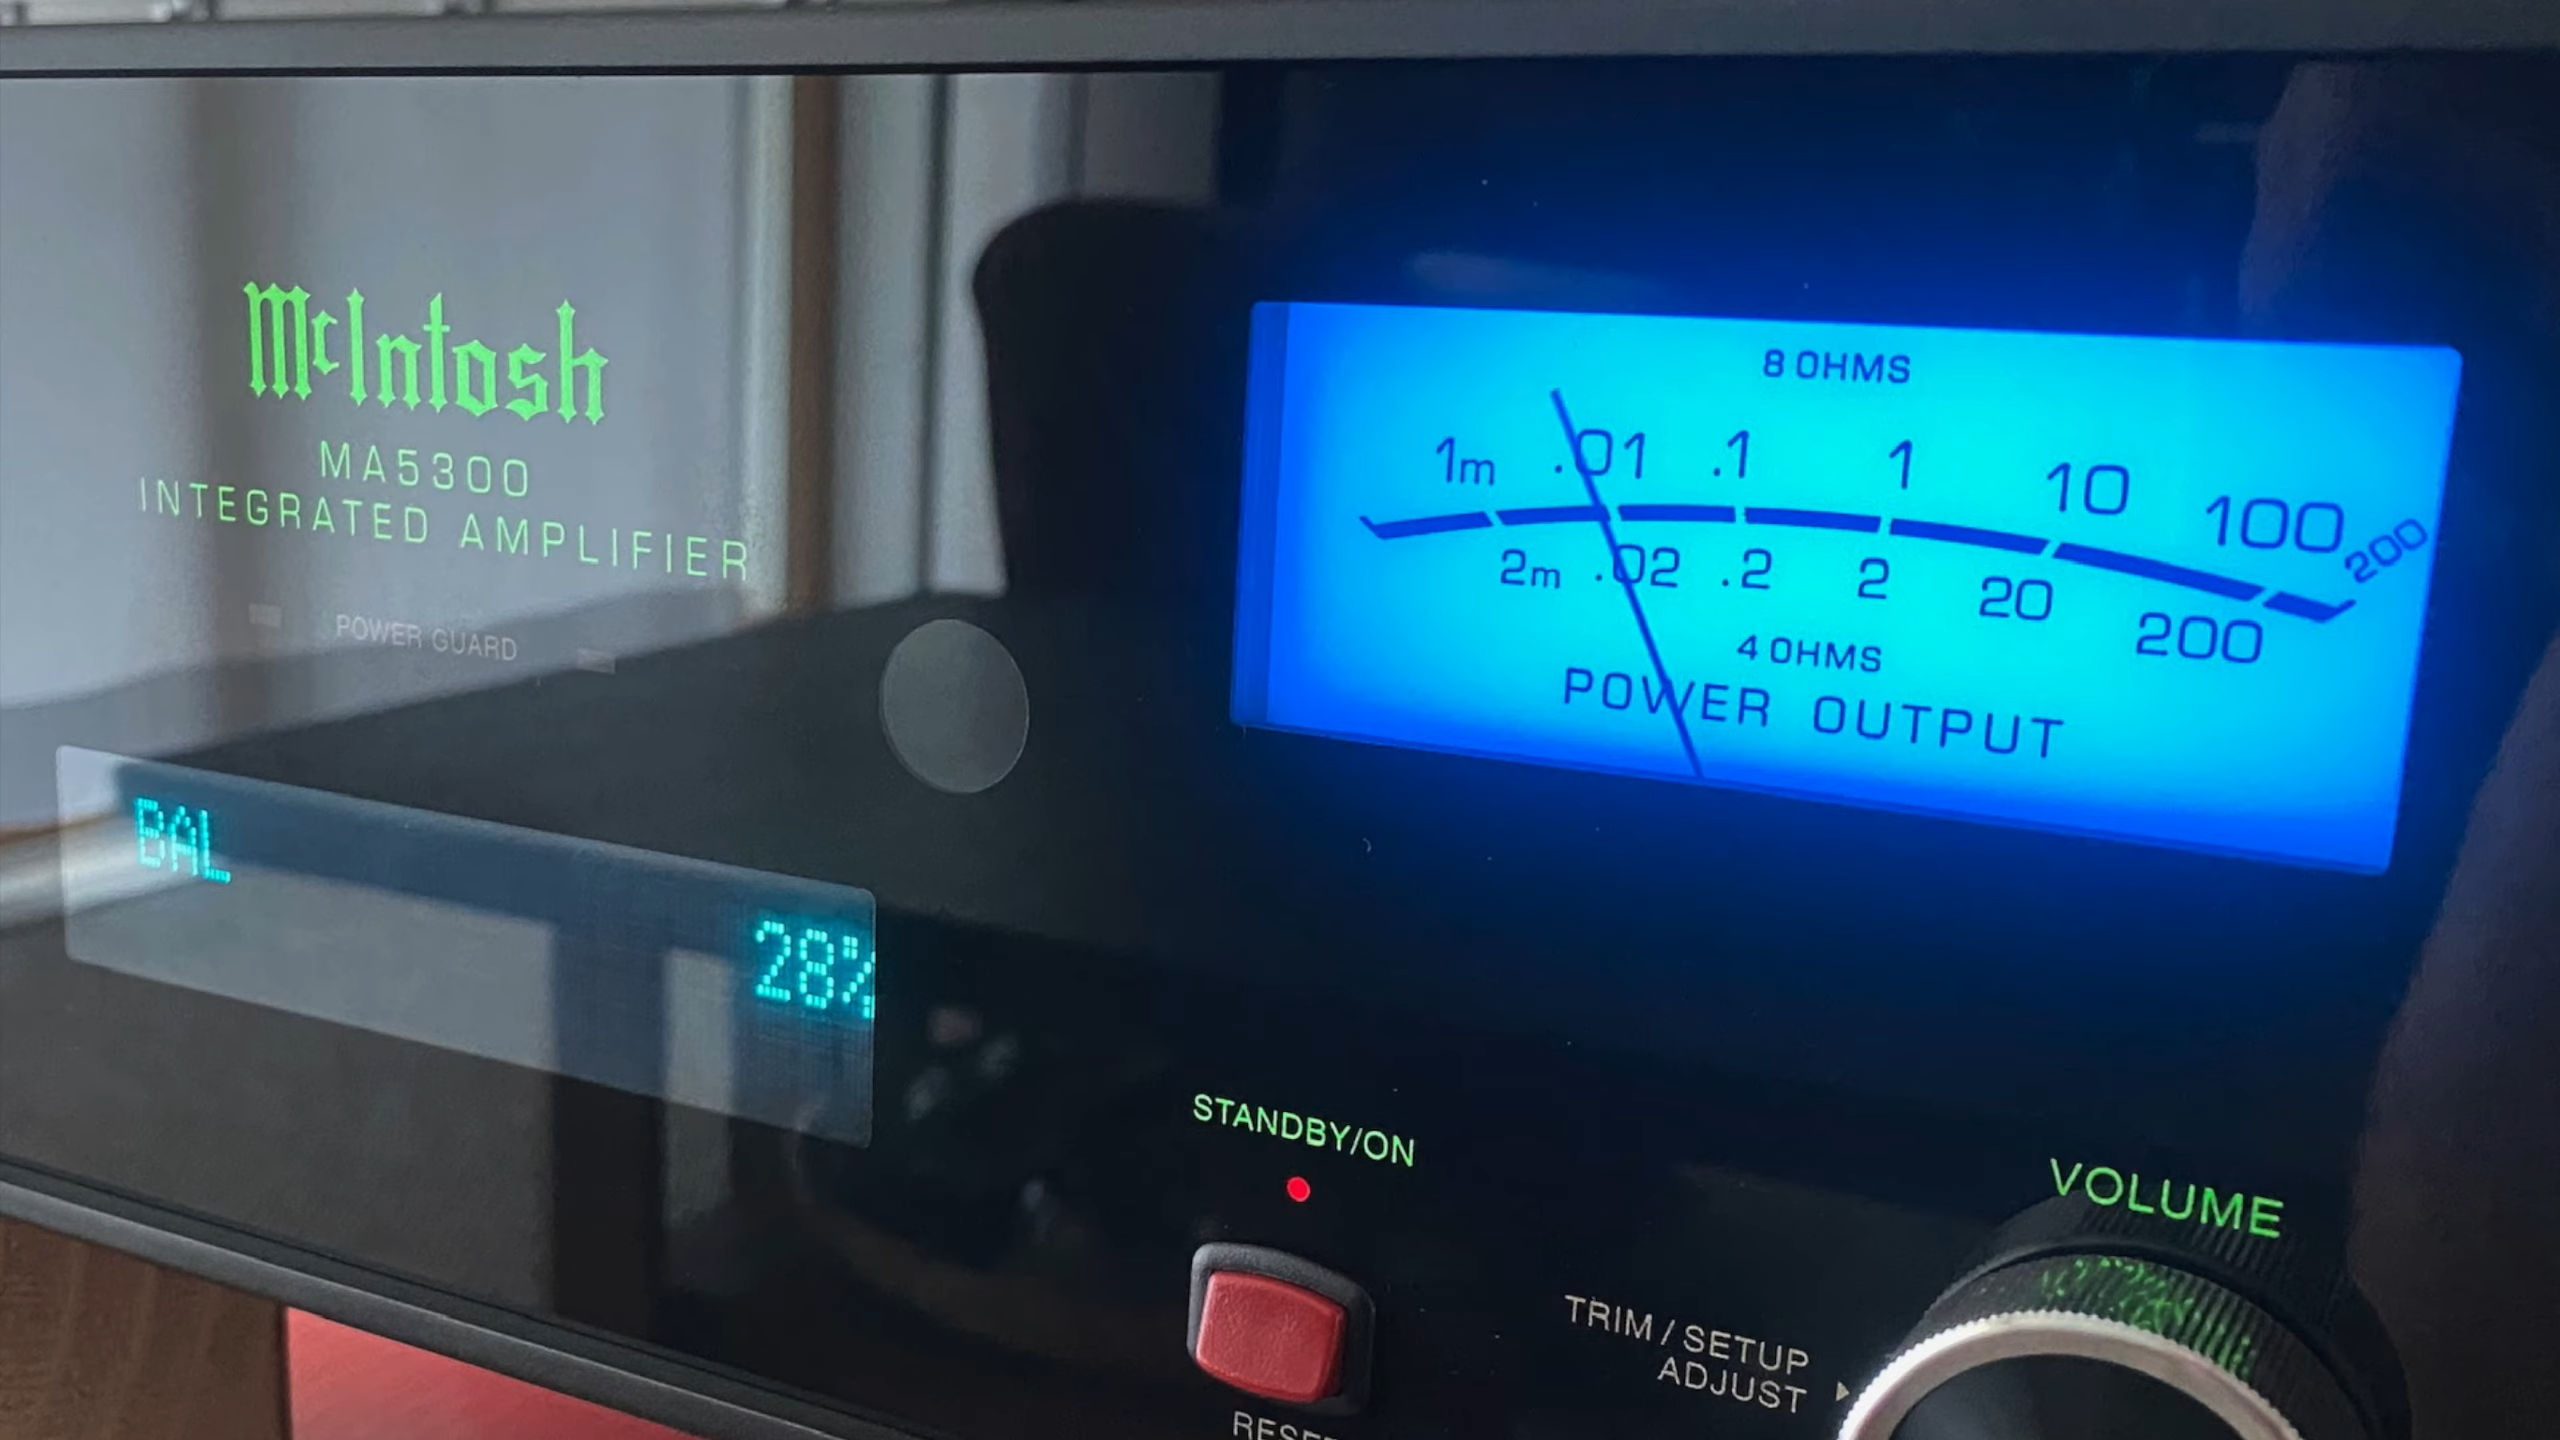 McIntosh
MA5300
INTEGRATED AMPLIFIER
POWER GUARD
BAL
28%
8 OHMS
1m .01 .1 1 10 100 200
2m .02 .2 2 20 200
4 OHMS
POWER OUTPUT
STANDBY/ON
VOLUME
TRIM / SETUP
ADJUST